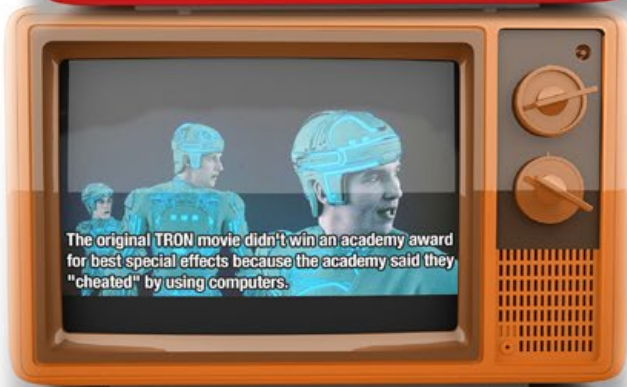 The original TRON movie didn't win an academy award
for best special effects because the academy said they
"cheated" by using computers.